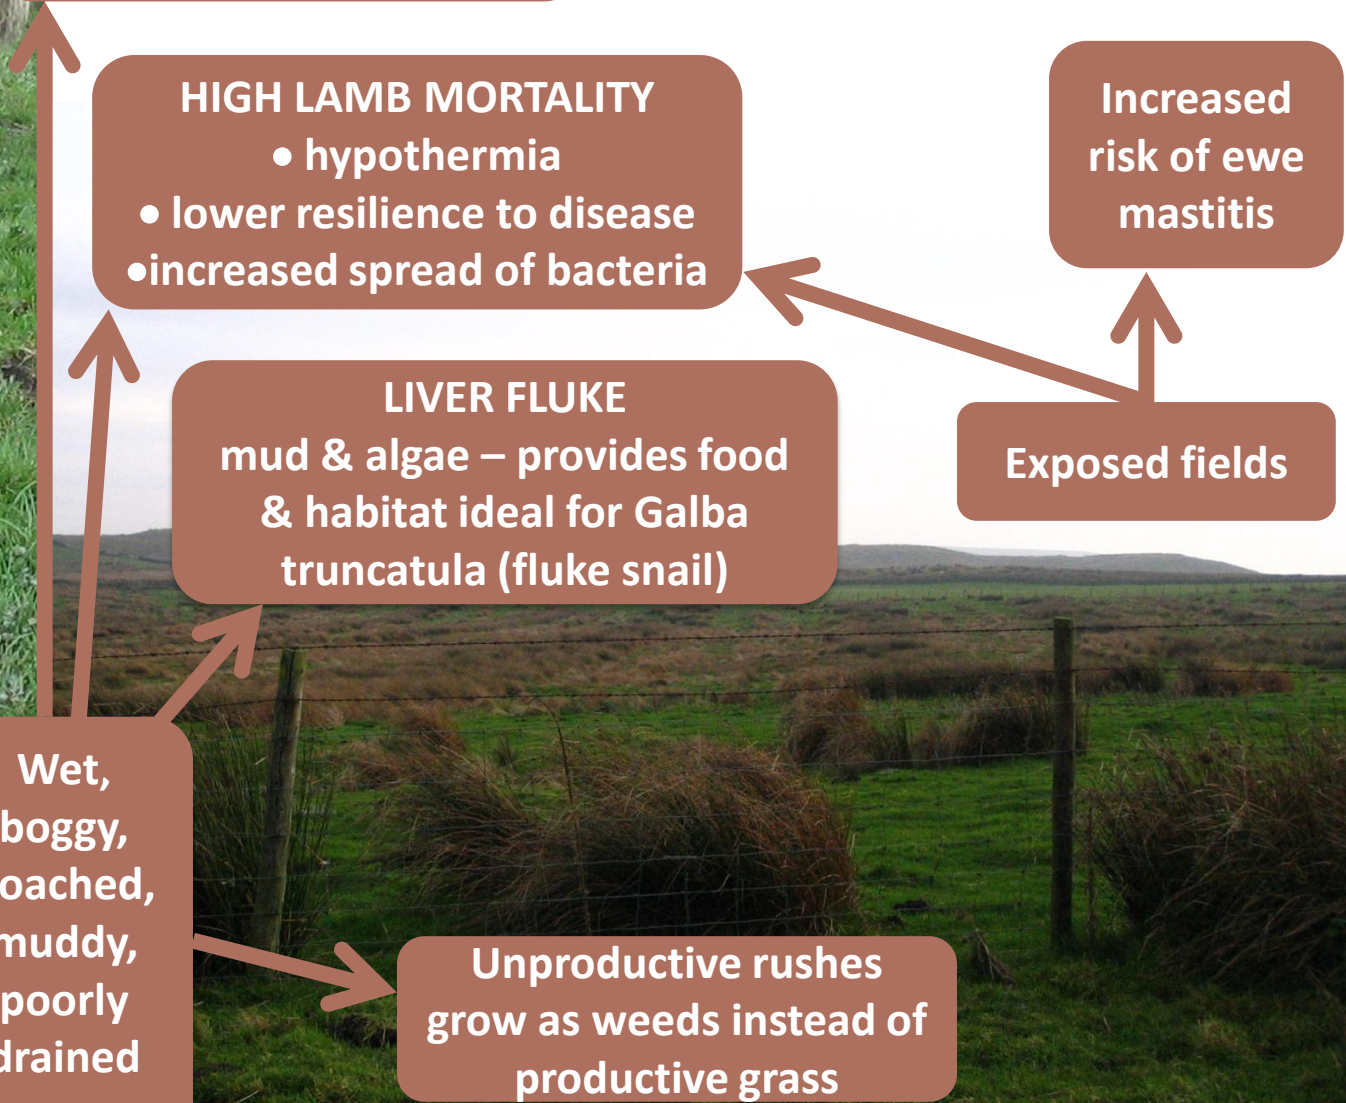 HIGH LAMB MORTALITY
• hypothermia
• lower resilience to disease
•increased spread of bacteria
Increased
risk of ewe
mastitis
LIVER FLUKE
mud & algae – provides food
& habitat ideal for Galba
truncatula (fluke snail)
Exposed fields
Wet,
boggy,
oached,
muddy,
poorly
drained
Unproductive rushes
grow as weeds instead of
productive grass